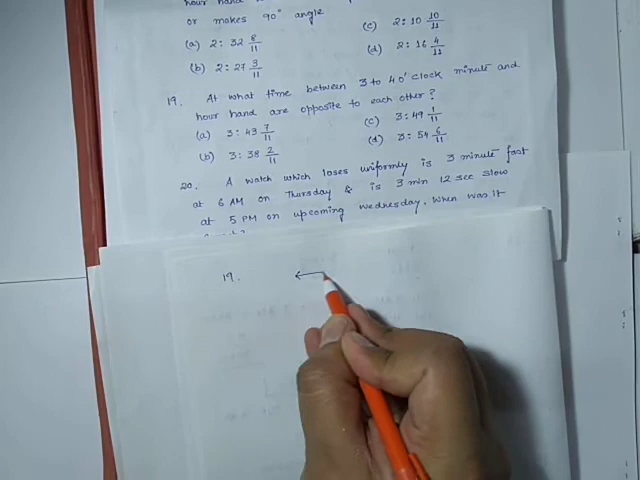 hour hand
or makes 90° angle
(a) 2 : 32 8/11 (c) 2 : 10 10/11
(b) 2 : 27 3/11 (d) 2 : 16 4/11
19. At what time between 3 to 4 0'clock minute and
hour hand are opposite to each other ?
(a) 3 : 43 7/11 (c) 3 : 49 1/11
(b) 3 : 38 2/11 (d) 3 : 54 6/11
20. A watch which loses uniformly is 3 minute fast
at 6 AM on Thursday & is 3 min 12 sec slow
at 5 PM on upcoming wednesday. When was it
19.